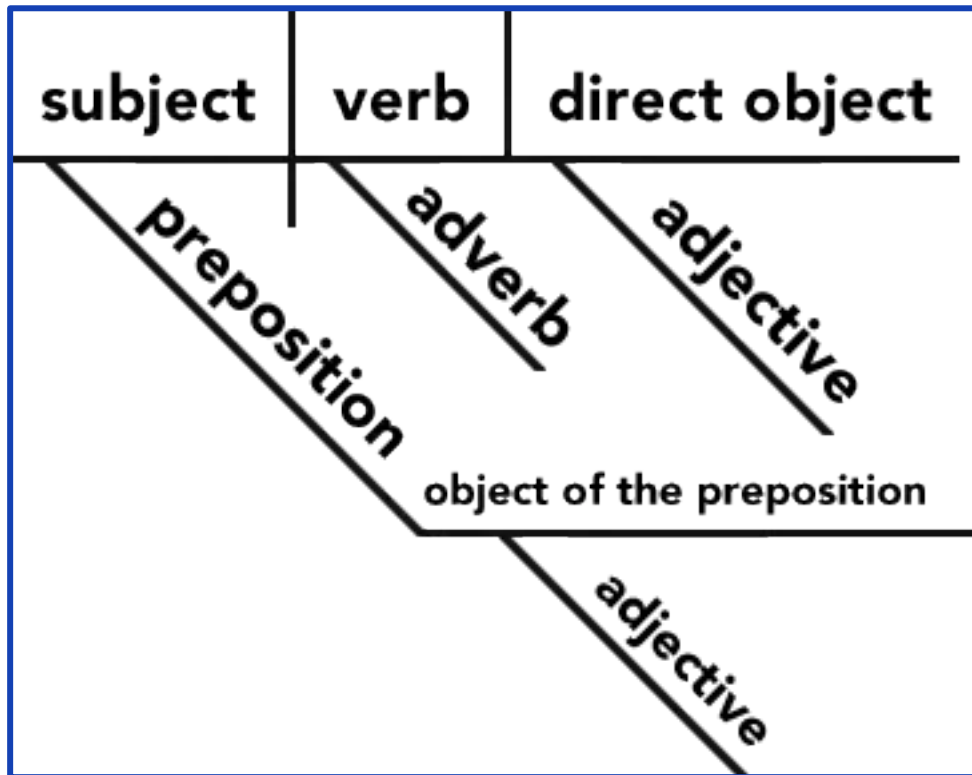 subject
verb
direct object
preposition
adverb
adjective
object of the preposition
adjective